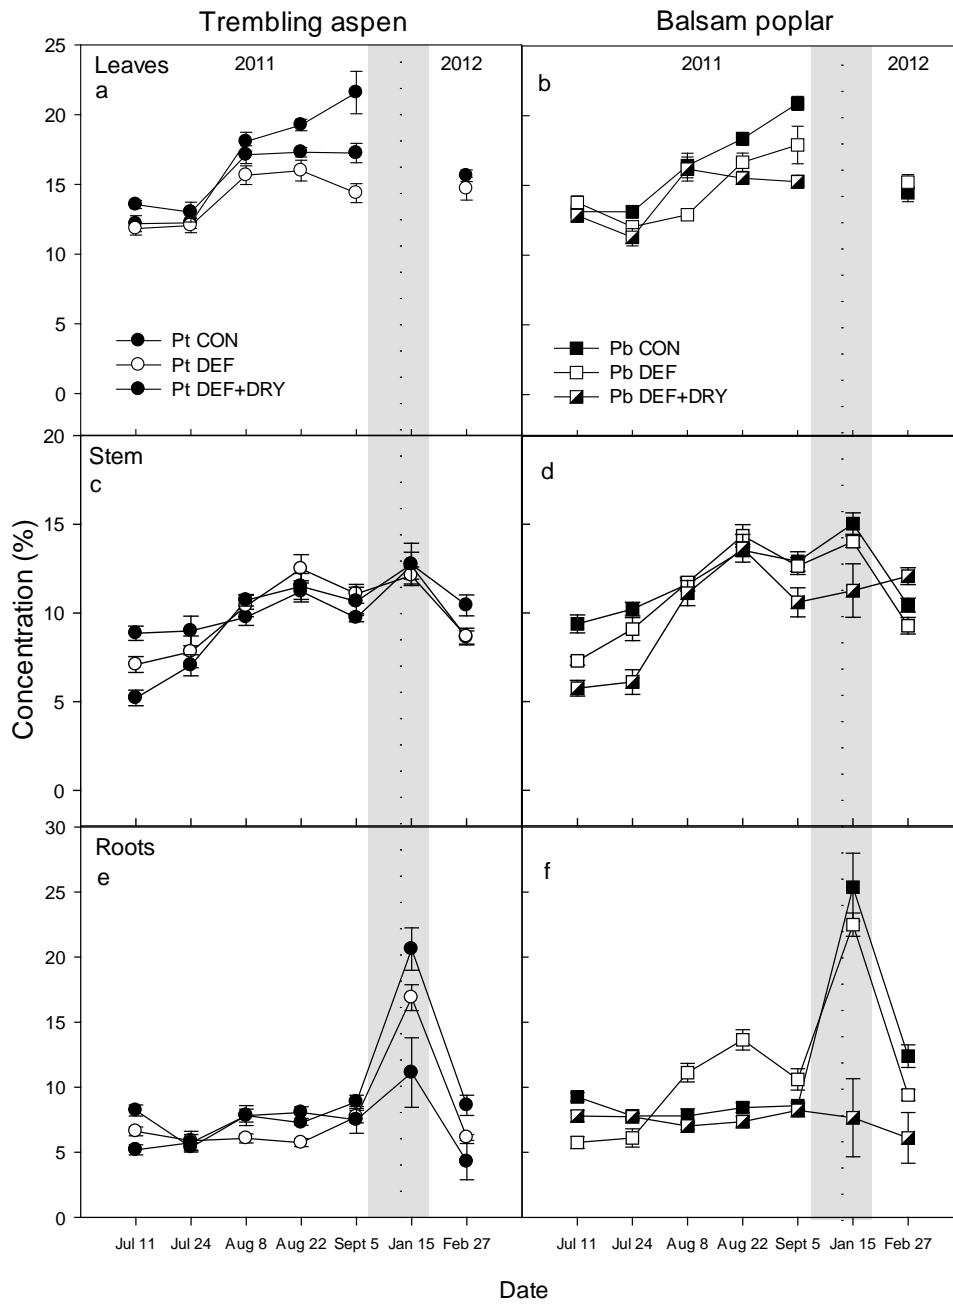 Trembling aspen Balsam poplar
25
20
15
10
5
0
Leaves 2011 2012
a
Pt CON
Pt DEF
Pt DEF+DRY
b 2011 2012
Pb CON
Pb DEF
Pb DEF+DRY
Concentration (%)
20
15
10
5
0
Stem
c
d
30
25
20
15
10
5
0
Roots
e
f
Jul 11 Jul 24 Aug 8 Aug 22 Sept 5 Jan 15 Feb 27 Jul 11 Jul 24 Aug 8 Aug 22 Sept 5 Jan 15 Feb 27
Date